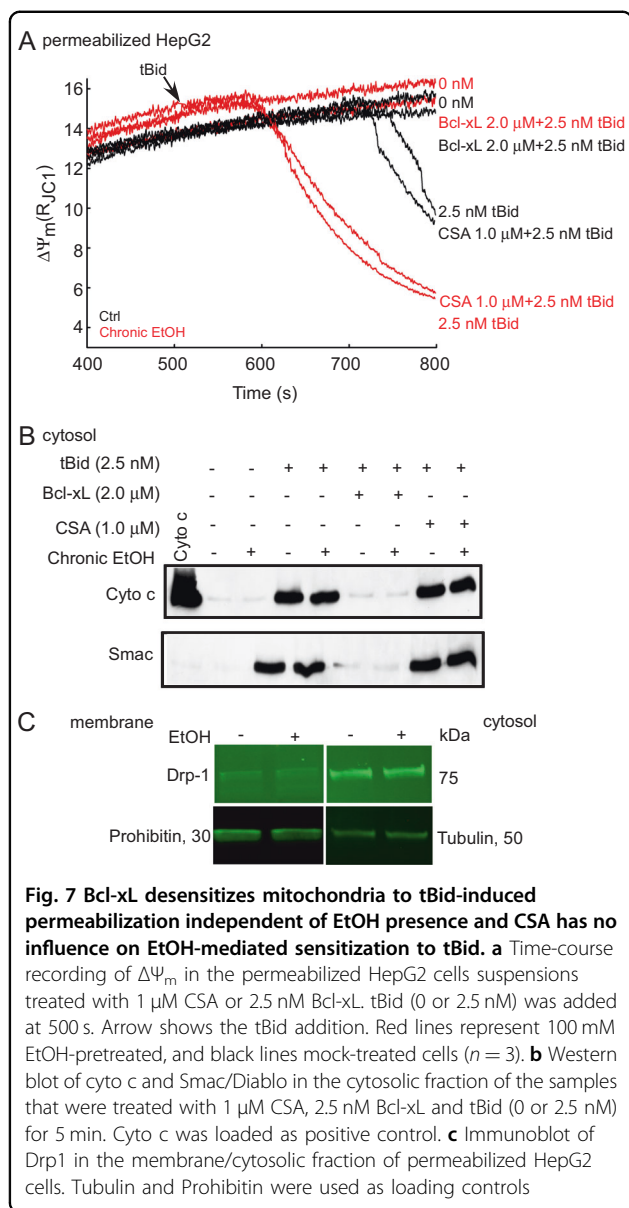 A permeabilized HepG2
tBid
16
14
12
10
8
6
4
ΔΨm(RJC1)
0 nM
0 nM
Bcl-xL 2.0 μM+2.5 nM tBid
Bcl-xL 2.0 μM+2.5 nM tBid
2.5 nM tBid
CSA 1.0 μM+2.5 nM tBid
CSA 1.0 μM+2.5 nM tBid
2.5 nM tBid
Ctrl
Chronic EtOH
400 500 600 700 800
Time (s)
B cytosol
tBid (2.5 nM) - - + + + + + +
Bcl-xL (2.0 μM) - - - - + + - -
CSA (1.0 μM) - - - - - - + +
Chronic EtOH - + - + - + - +
Cyto c
Cyto c
Smac
C membrane cytosol
EtOH - + - + kDa
Drp-1 75
Prohibitin, 30 Tubulin, 50
Fig. 7 Bcl-xL desensitizes mitochondria to tBid-induced
permeabilization independent of EtOH presence and CSA has no
influence on EtOH-mediated sensitization to tBid. a Time-course
recording of ΔΨm in the permeabilized HepG2 cells suspensions
treated with 1 μM CSA or 2.5 nM Bcl-xL. tBid (0 or 2.5 nM) was added
at 500 s. Arrow shows the tBid addition. Red lines represent 100 mM
EtOH-pretreated, and black lines mock-treated cells (n = 3). b Western
blot of cyto c and Smac/Diablo in the cytosolic fraction of the samples
that were treated with 1 μM CSA, 2.5 nM Bcl-xL and tBid (0 or 2.5 nM)
for 5 min. Cyto c was loaded as positive control. c Immunoblot of
Drp1 in the membrane/cytosolic fraction of permeabilized HepG2
cells. Tubulin and Prohibitin were used as loading controls